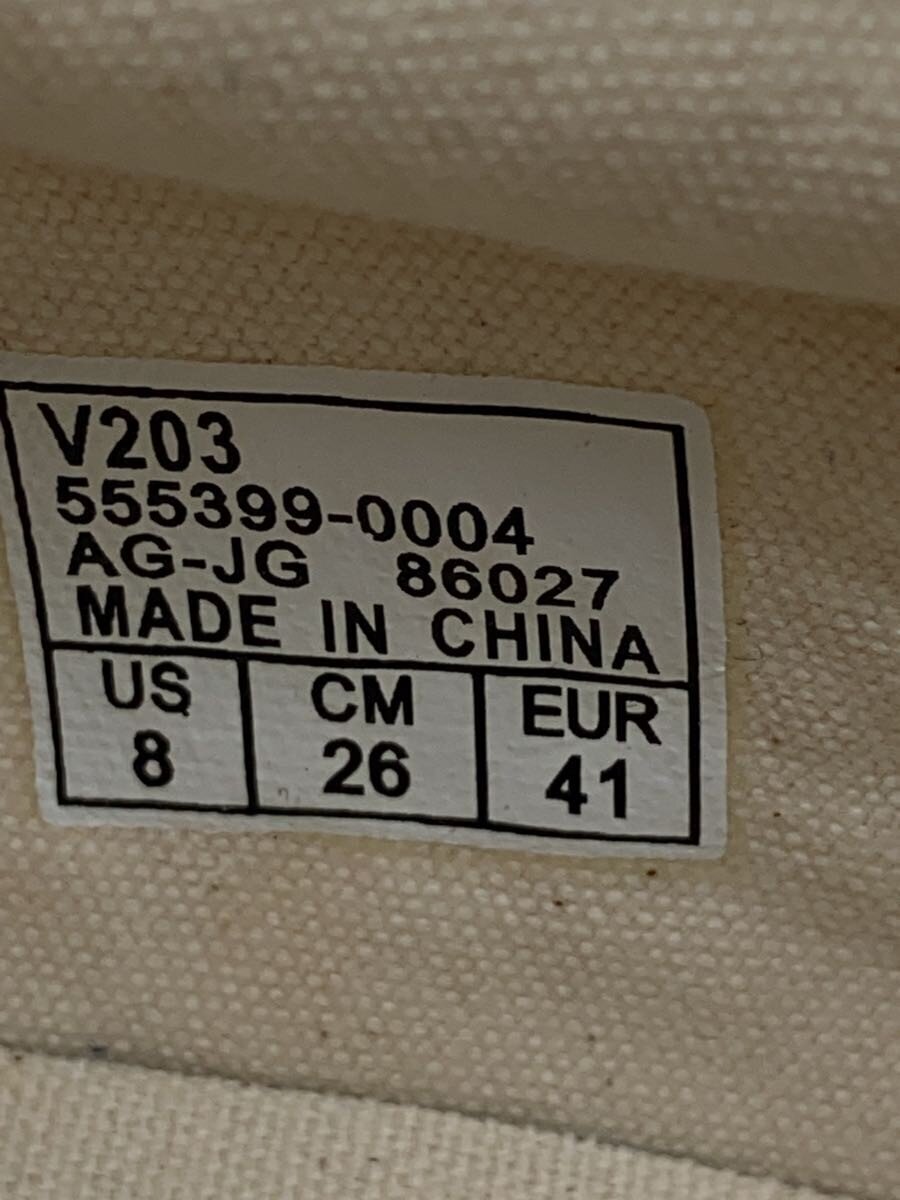 V203
555399-0004
AG-JG 86027
MADE IN CHINA
US CM EUR
8 26 41